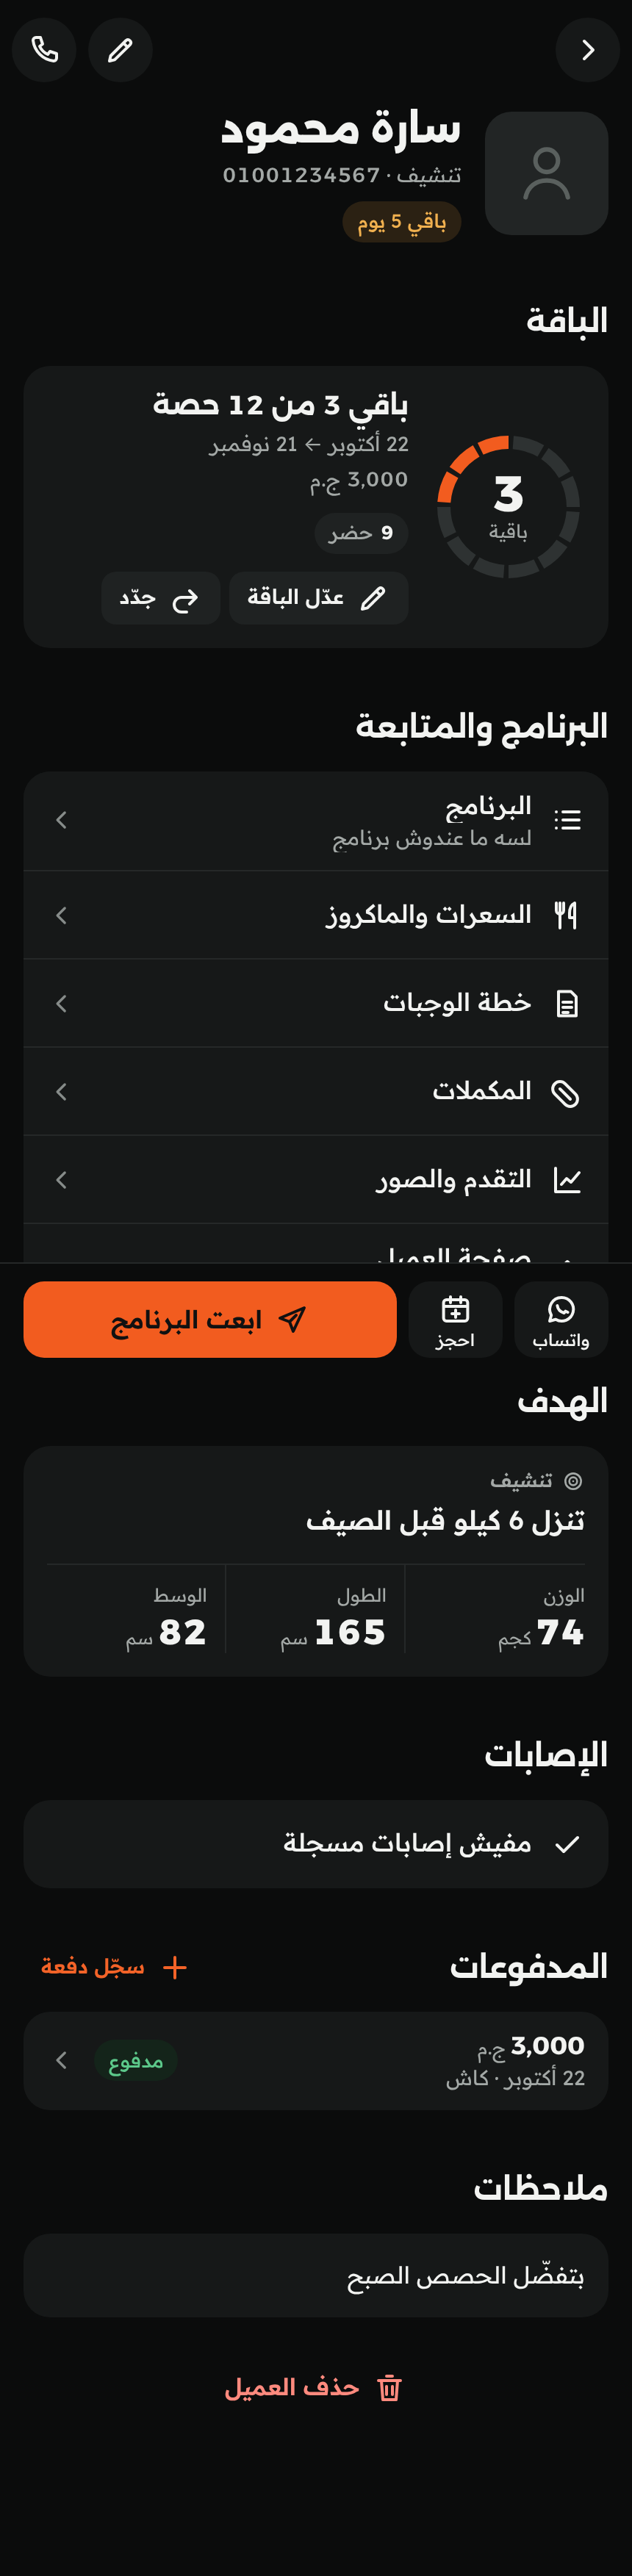 سارة محمود
تنشيف · 01001234567
باقي 5 يوم
الباقة
باقي 3 من 12 حصة
22 أكتوبر ← 21 نوفمبر
3,000 ج.م
9 حضر
3
باقية
عدّل الباقة
جدّد
البرنامج والمتابعة
البرنامج
لسه ما عندوش برنامج
السعرات والماكروز
خطة الوجبات
المكملات
التقدم والصور
صفحة العميل
واتساب
احجز
ابعت البرنامج
الهدف
تنشيف
تنزل 6 كيلو قبل الصيف
الوزن
74 كجم
الطول
165 سم
الوسط
82 سم
الإصابات
مفيش إصابات مسجلة
المدفوعات
سجّل دفعة
3,000 ج.م
22 أكتوبر · كاش
مدفوع
ملاحظات
بتفضّل الحصص الصبح
حذف العميل